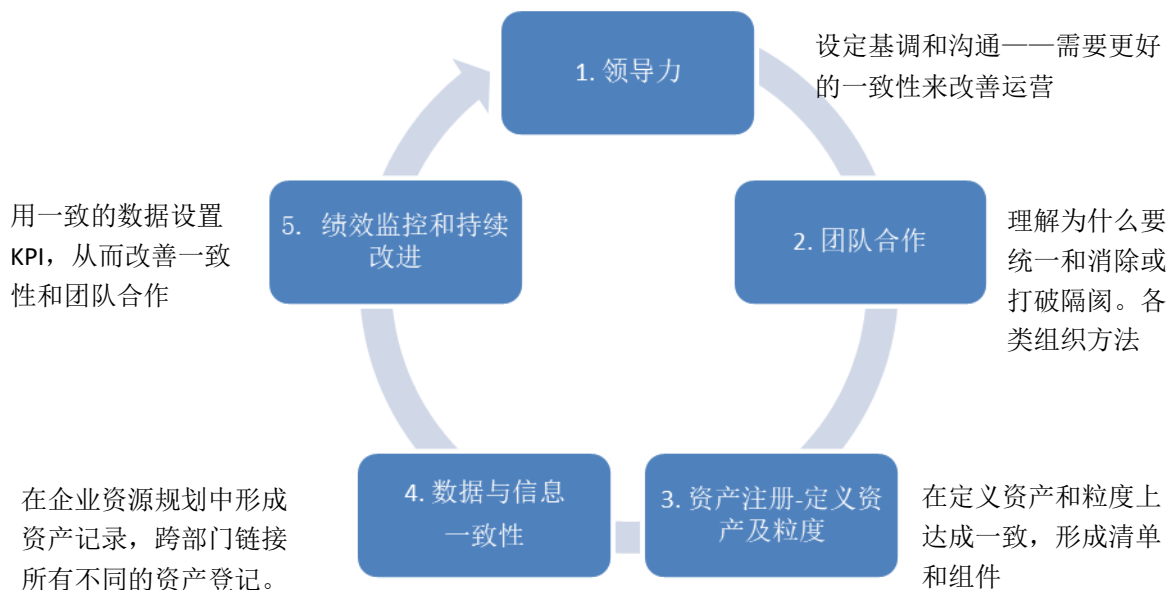 1. 领导力
设定基调和沟通——需要更好
的一致性来改善运营
2. 团队合作
理解为什么要
统一和消除或
打破隔阂。各
类组织方法
3. 资产注册-定义资
产及粒度
在定义资产和粒度上
达成一致，形成清单
和组件
4. 数据与信息
一致性
在企业资源规划中形成
资产记录，跨部门链接
所有不同的资产登记。
5. 绩效监控和持续
改进
用一致的数据设置
KPI，从而改善一致
性和团队合作